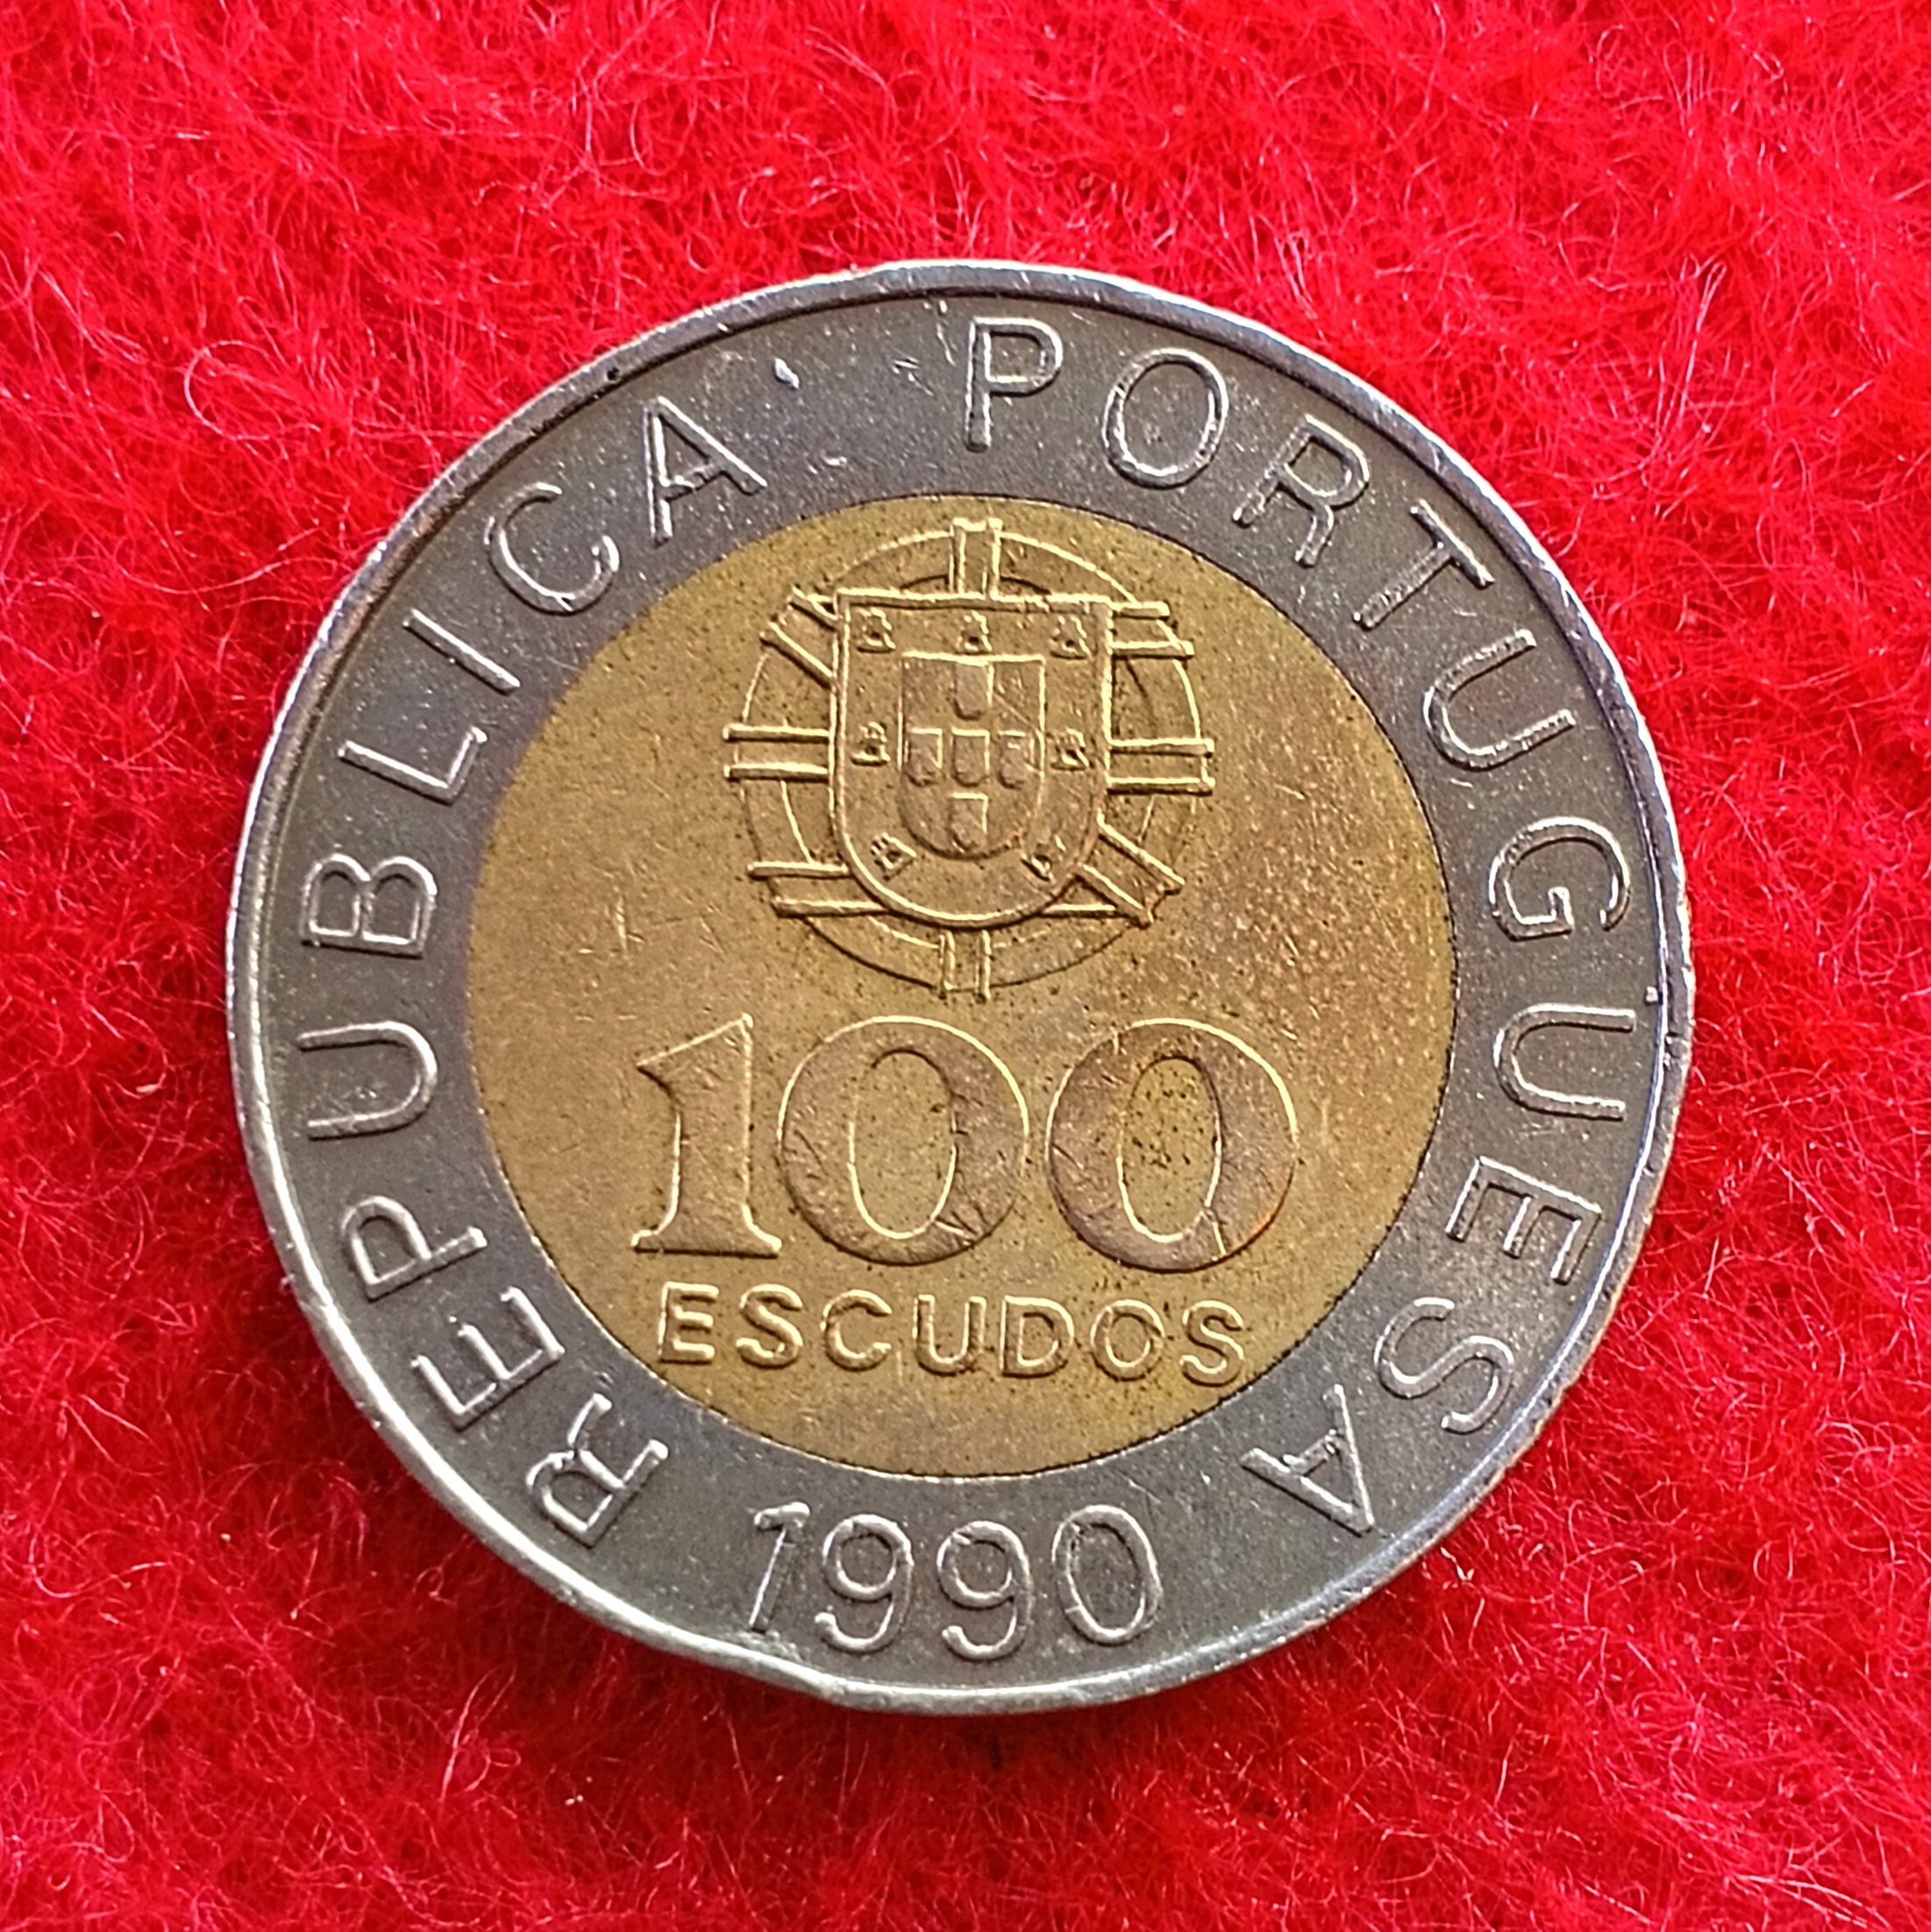 REPUBLICA PORTUGUESA
100
ESCUDOS
1990